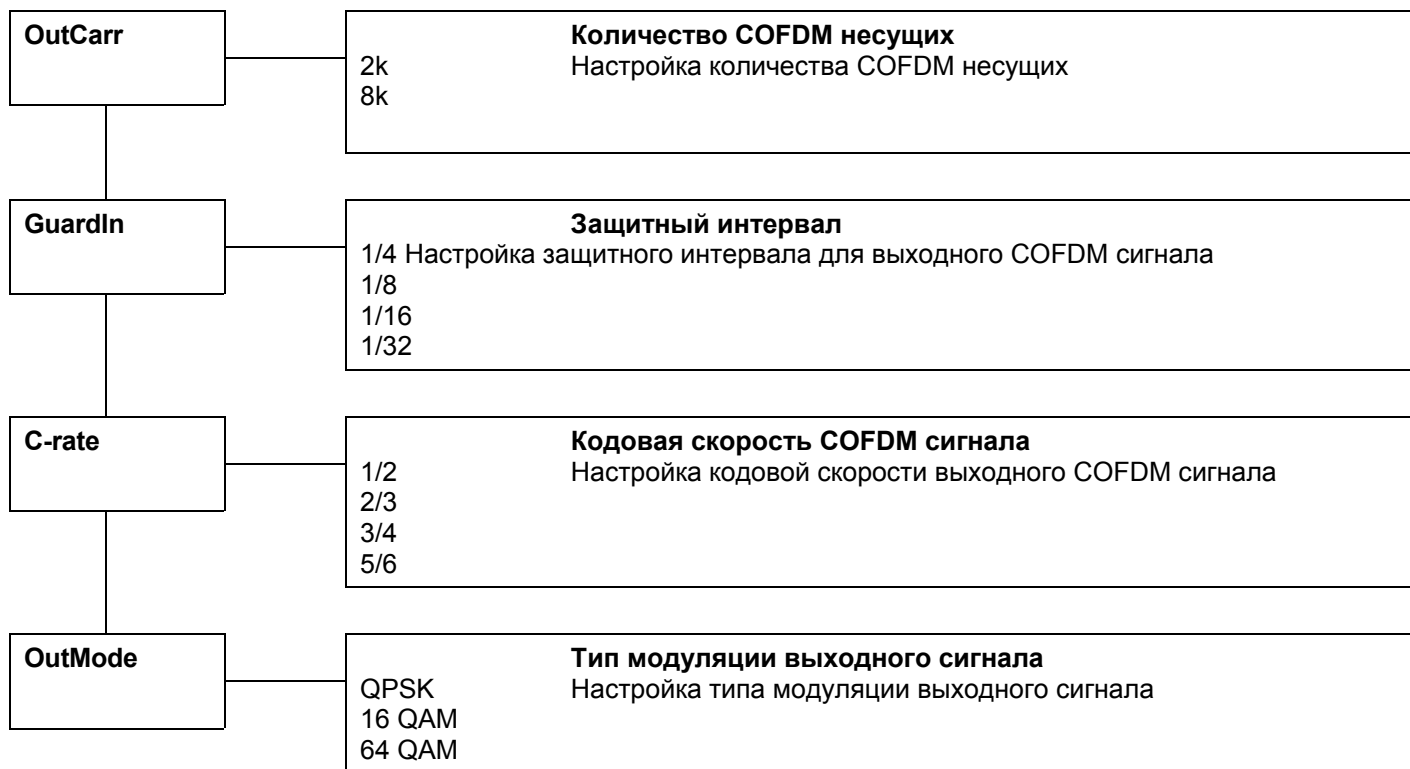 OutCarr
Количество COFDM несущих
2k Настройка количества COFDM несущих
8k
GuardIn
Защитный интервал
1/4 Настройка защитного интервала для выходного COFDM сигнала
1/8
1/16
1/32
C-rate
Кодовая скорость COFDM сигнала
1/2 Настройка кодовой скорости выходного COFDM сигнала
2/3
3/4
5/6
OutMode
Тип модуляции выходного сигнала
QPSK Настройка типа модуляции выходного сигнала
16 QAM
64 QAM